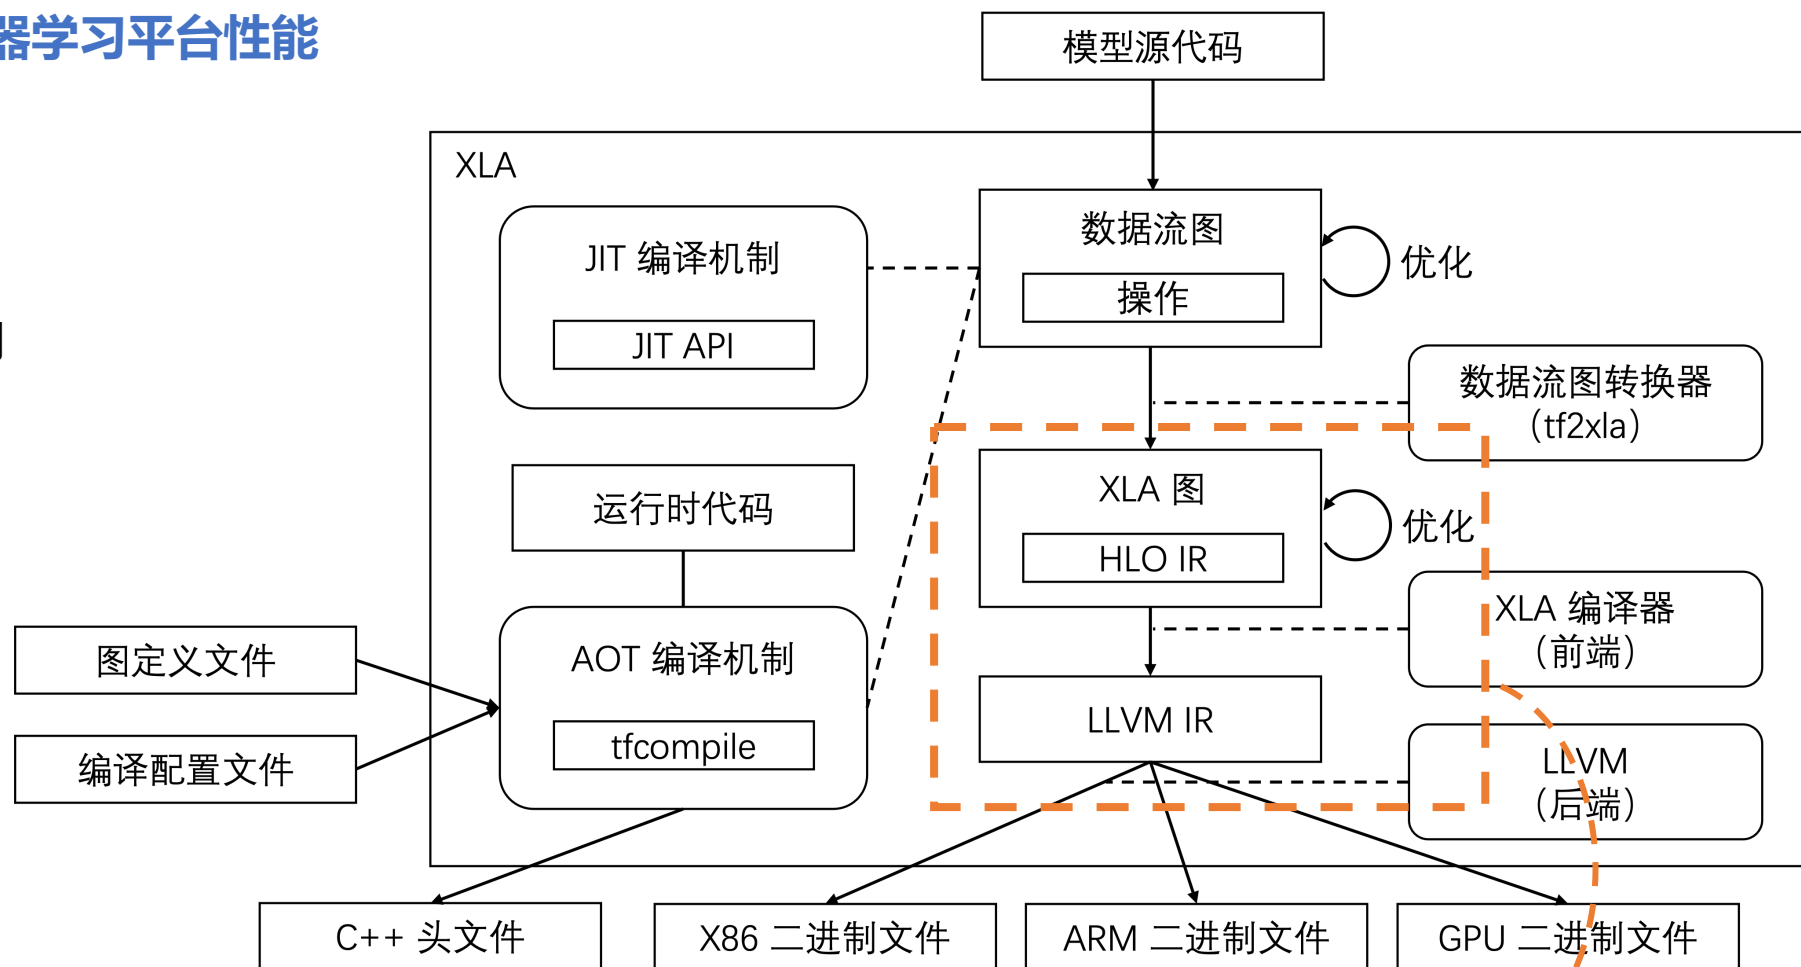 器学习平台性能
模型源代码
XLA
JIT 编译机制
JIT API
数据流图
操作
优化
数据流图转换器
（tf2xla）
运行时代码
XLA 图
HLO IR
优化
XLA 编译器
（前端）
图定义文件
编译配置文件
AOT 编译机制
tfcompile
LLVM IR
LLVM
（后端）
C++ 头文件
X86 二进制文件
ARM 二进制文件
GPU 二进制文件